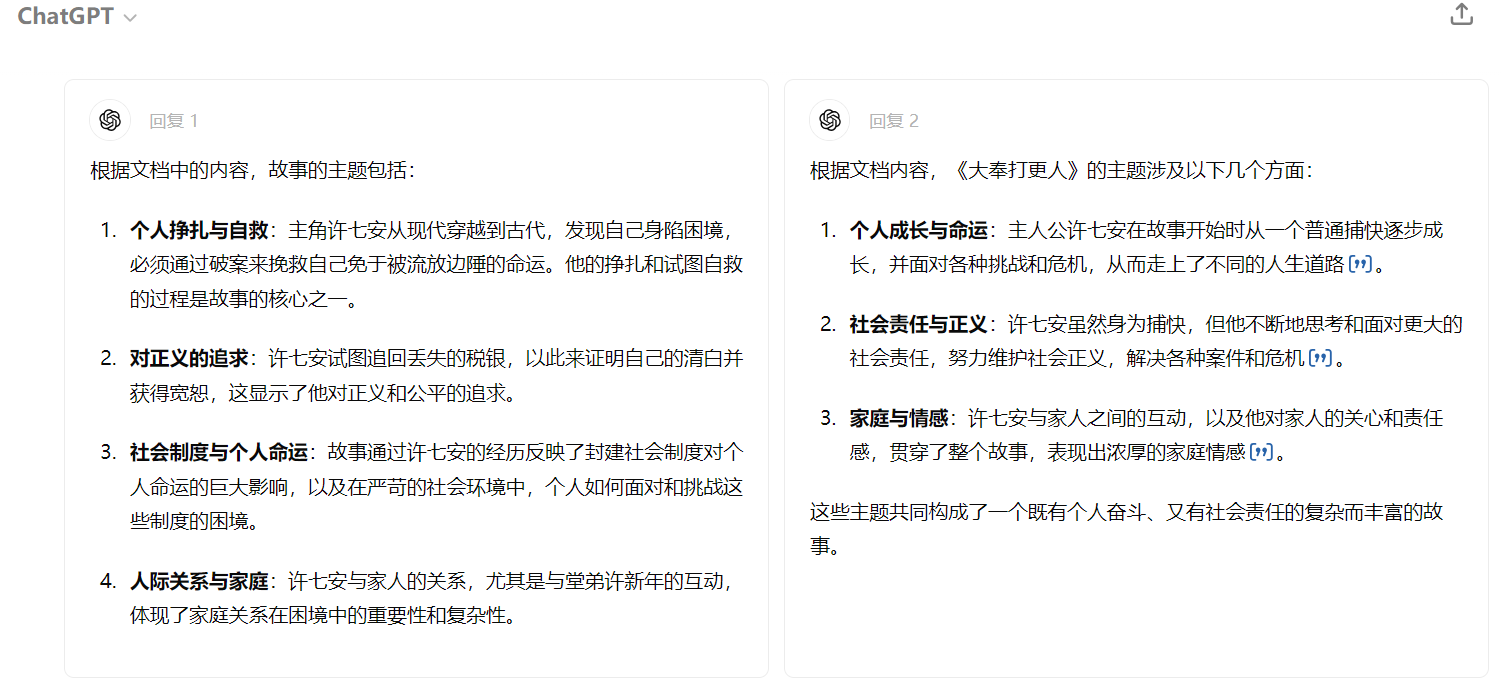 ChatGPT
回复 1
根据文档中的内容，故事的主题包括：
1. 个人挣扎与自救：主角许七安从现代穿越到古代，发现自己身陷困境，
必须通过破案来挽救自己免于被流放边陲的命运。他的挣扎和试图自救
的过程是故事的核心之一。
2. 对正义的追求：许七安试图追回丢失的税银，以此来证明自己的清白并
获得宽恕，这显示了他对正义和公平的追求。
3. 社会制度与个人命运：故事通过许七安的经历反映了封建社会制度对个
人命运的巨大影响，以及在严苛的社会环境中，个人如何面对和挑战这
些制度的困境。
4. 人际关系与家庭：许七安与家人的关系，尤其是与堂弟许新年的互动，
体现了家庭关系在困境中的重要性和复杂性。
回复 2
根据文档内容，《大奉打更人》的主题涉及以下几个方面：
1. 个人成长与命运：主人公许七安在故事开始时从一个普通捕快逐步成
长，并面对各种挑战和危机，从而走上了不同的人生道路。
2. 社会责任与正义：许七安虽然身为捕快，但他不断地思考和面对更大的
社会责任，努力维护社会正义，解决各种案件和危机。
3. 家庭与情感：许七安与家人之间的互动，以及他对家人的关心和责任
感，贯穿了整个故事，表现出浓厚的家庭情感。
这些主题共同构成了一个既有个人奋斗、又有社会责任的复杂而丰富的故
事。